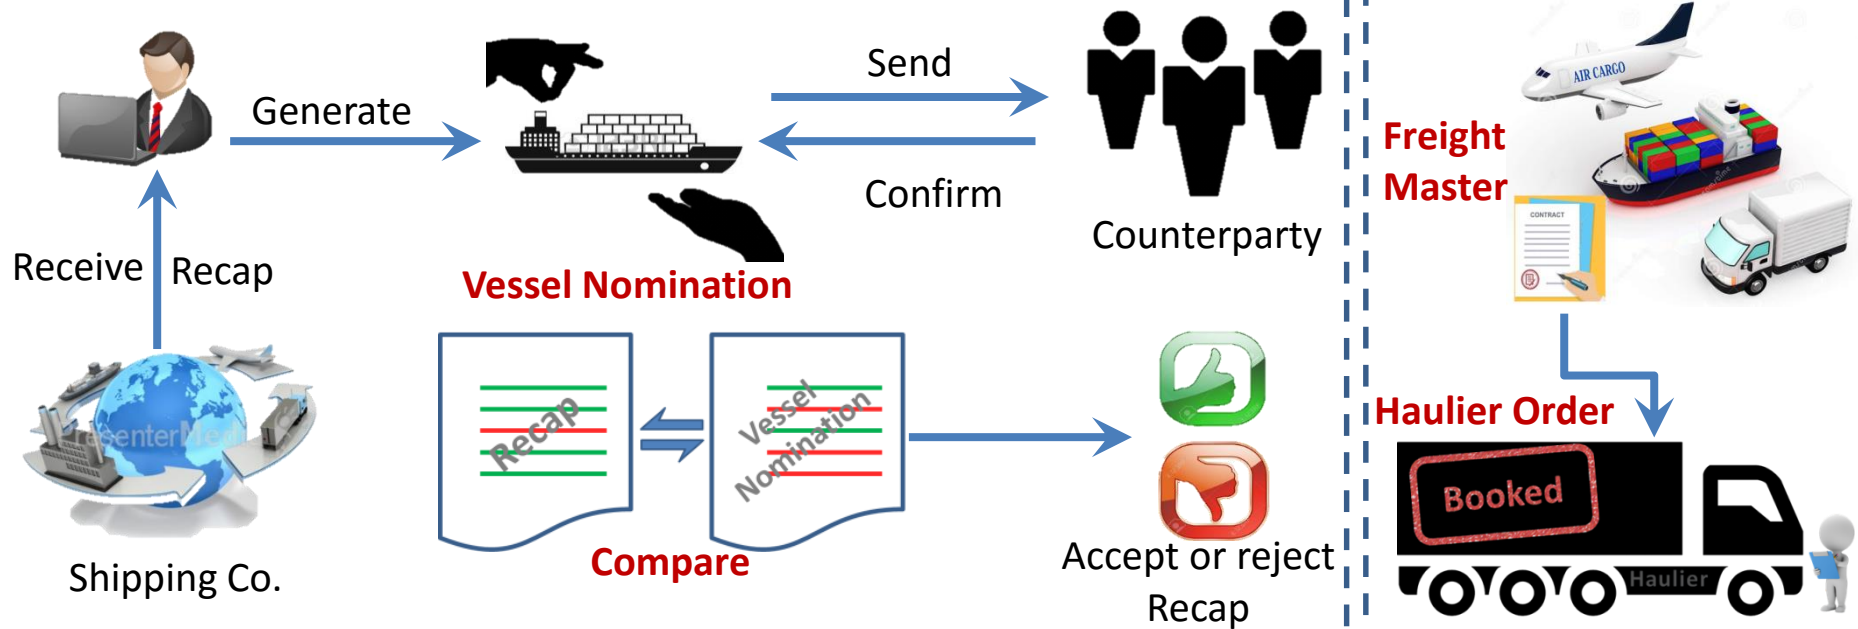 Generate
Send
Confirm
Counterparty
Receive
Recap
Vessel Nomination
Shipping Co.
Recap
Vessel
Nomination
Compare
Accept or reject
Recap
AIR CARGO
Freight
Master
CONTRACT
Haulier Order
Booked
Haulier